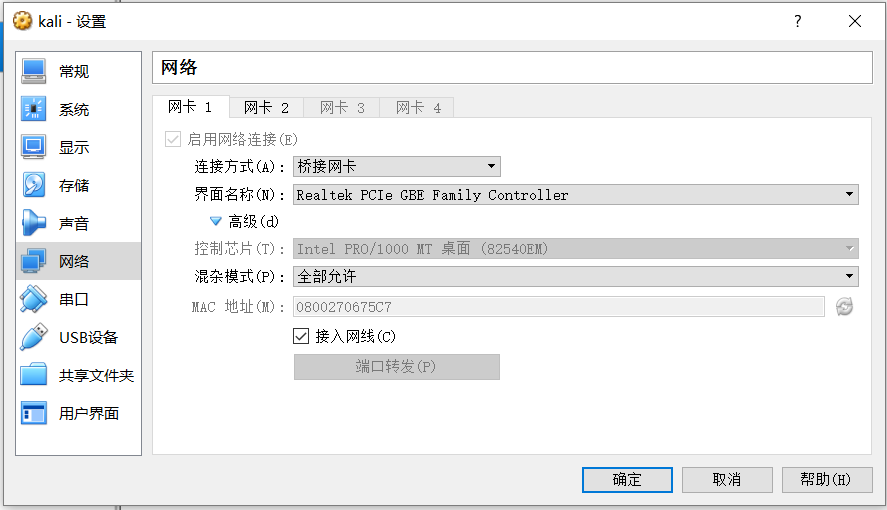 kali - 设置
?
常规
系统
显示
存储
声音
网络
串口
USB设备
共享文件夹
用户界面
网络
网卡 1 网卡 2 网卡 3 网卡 4
启用网络连接(E)
连接方式(A): 桥接网卡
界面名称(N): Realtek PCIe GBE Family Controller
高级(d)
控制芯片(T): Intel PRO/1000 MT 桌面 (82540EM)
混杂模式(P): 全部允许
MAC 地址(M): 0800270675C7
接入网线(C)
端口转发(P)
确定 取消 帮助(H)